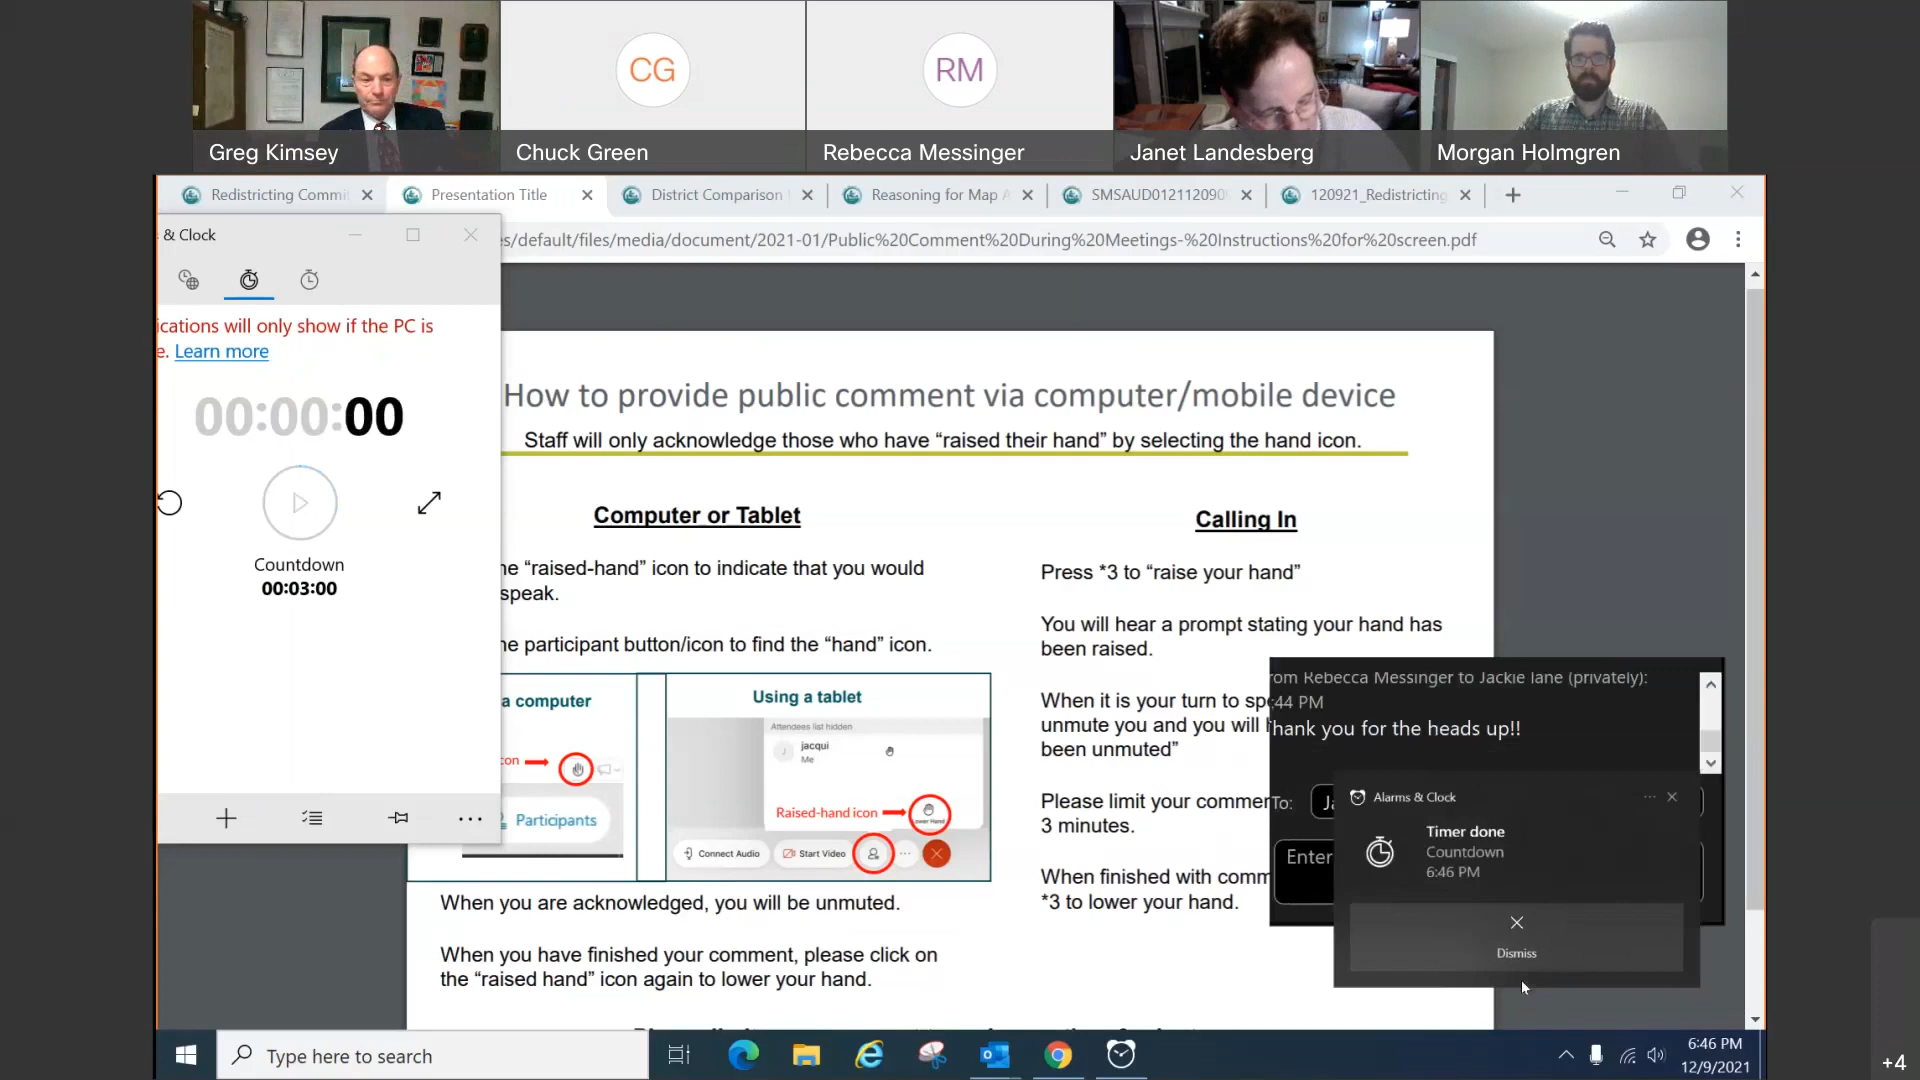 CG
RM
Greg Kimsey
Chuck Green
Rebecca Messinger
Janet Landesberg
Morgan Holmgren
Redistricting Commi
Presentation Title
District Comparison
Reasoning for Map A
SMSAUD0121120909
120921_Redistricting
& Clock
s/default/files/media/document/2021-01/Public%20Comment%20During%20Meetings-%20Instructions%20for%20screen.pdf
ications will only show if the PC is
e. Learn more
00:00:00
Countdown
00:03:00
How to provide public comment via computer/mobile device
Staff will only acknowledge those who have “raised their hand” by selecting the hand icon.
Computer or Tablet
he “raised-hand” icon to indicate that you would
speak.
he participant button/icon to find the “hand” icon.
a computer
con
Participants
Using a tablet
Attendees list hidden
J
jacqui
Me
Raised-hand icon
Lower Hand
Connect Audio
Start Video
When you are acknowledged, you will be unmuted.
When you have finished your comment, please click on
the “raised hand” icon again to lower your hand.
Calling In
Press *3 to “raise your hand”
You will hear a prompt stating your hand has
been raised.
When it is your turn to sp
unmute you and you will
been unmuted”
Please limit your commer
3 minutes.
When finished with comm
*3 to lower your hand.
rom Rebecca Messinger to Jackie lane (privately):
:44 PM
hank you for the heads up!!
To:
Ja
Enter
Alarms & Clock
Timer done
Countdown
6:46 PM
Dismiss
Type here to search
6:46 PM
12/9/2021
+4